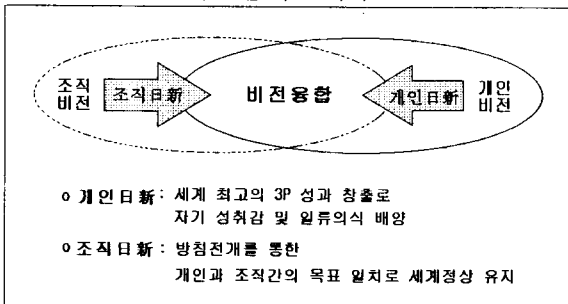 조직
비전
조직日新
비전융합
개인日新
개인
비전
o 개인日新 : 세계 최고의 3P 성과 창출로
자기 성취감 및 일류의식 배양
o 조직日新 : 방침전개를 통한
개인과 조직간의 목표 일치로 세계정상 유지